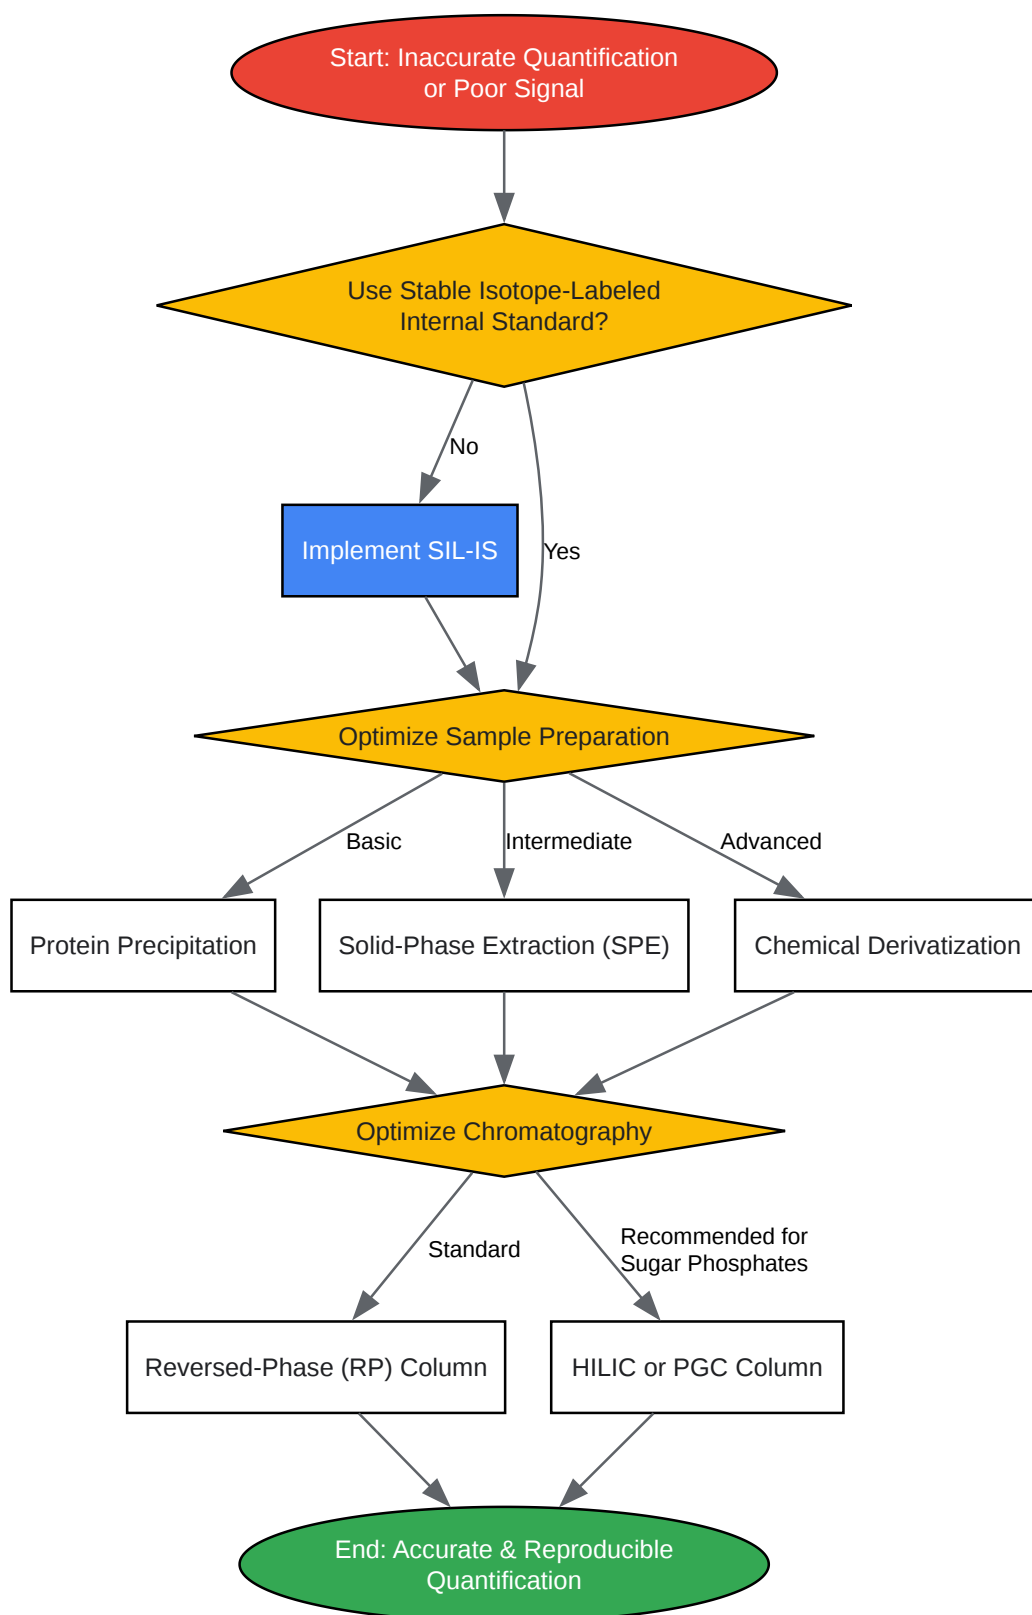 Start: Inaccurate Quantification
or Poor Signal
Use Stable Isotope-Labeled
Internal Standard?
No
Implement SIL-IS
Yes
Optimize Sample Preparation
Basic
Intermediate
Advanced
Protein Precipitation
Solid-Phase Extraction (SPE)
Chemical Derivatization
Optimize Chromatography
Standard
Recommended for
Sugar Phosphates
Reversed-Phase (RP) Column
HILIC or PGC Column
End: Accurate & Reproducible
Quantification